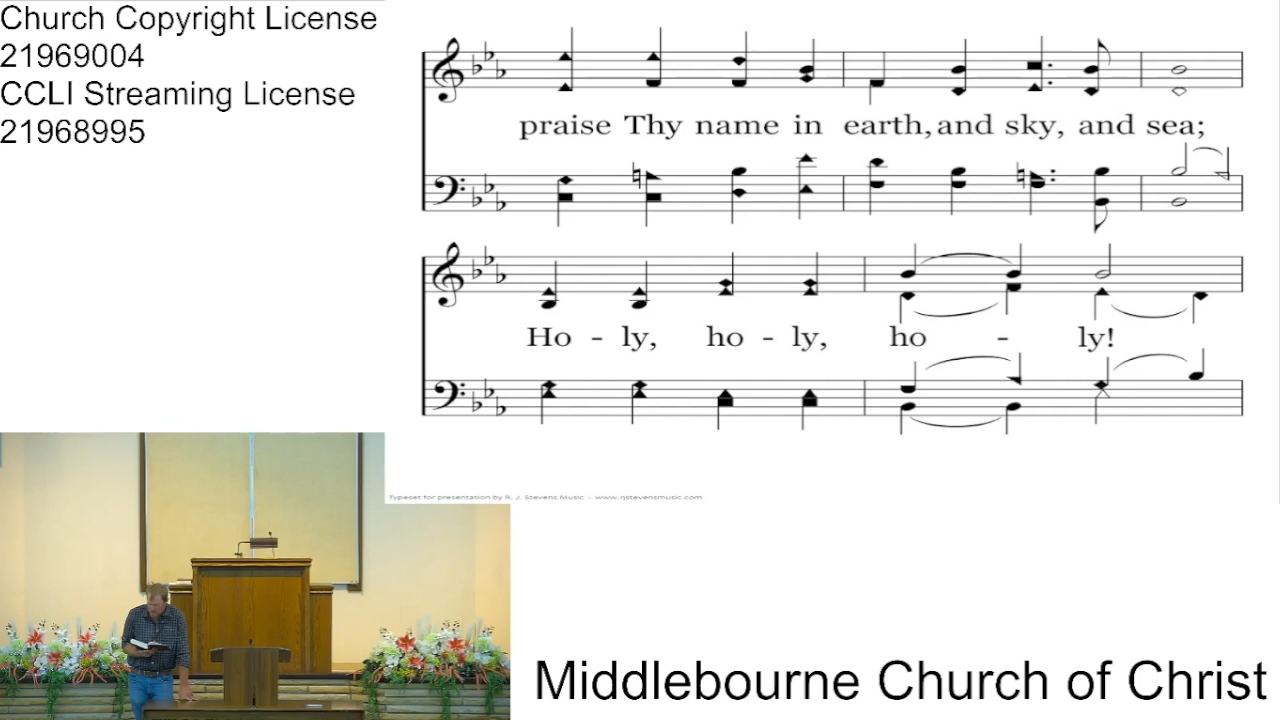 Church Copyright License
21969004
CCLI Streaming License
21968995
praise Thy name in earth, and sky, and sea;
Ho - ly, ho - ly, ho - ly!
Typeset for presentation by R. J. Stevens Music - www.rjstevensmusic.com
Middlebourne Church of Christ